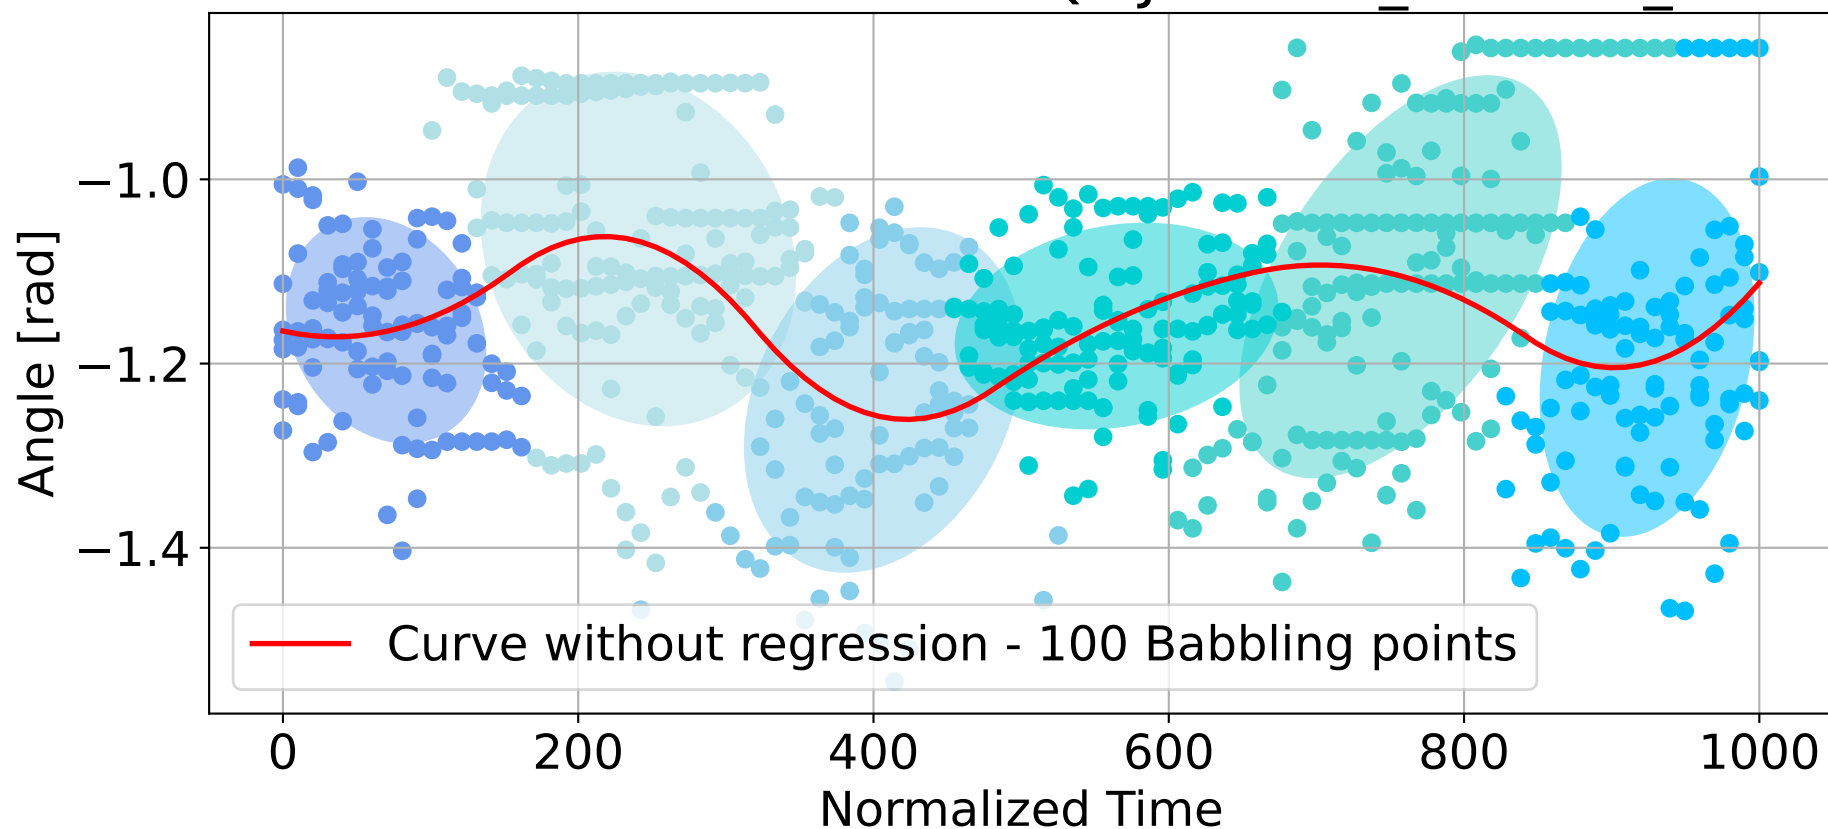 Angle [rad]
−1.0
−1.2
−1.4
Curve without regression - 100 Babbling points
0 200 400 600 800 1000
Normalized Time